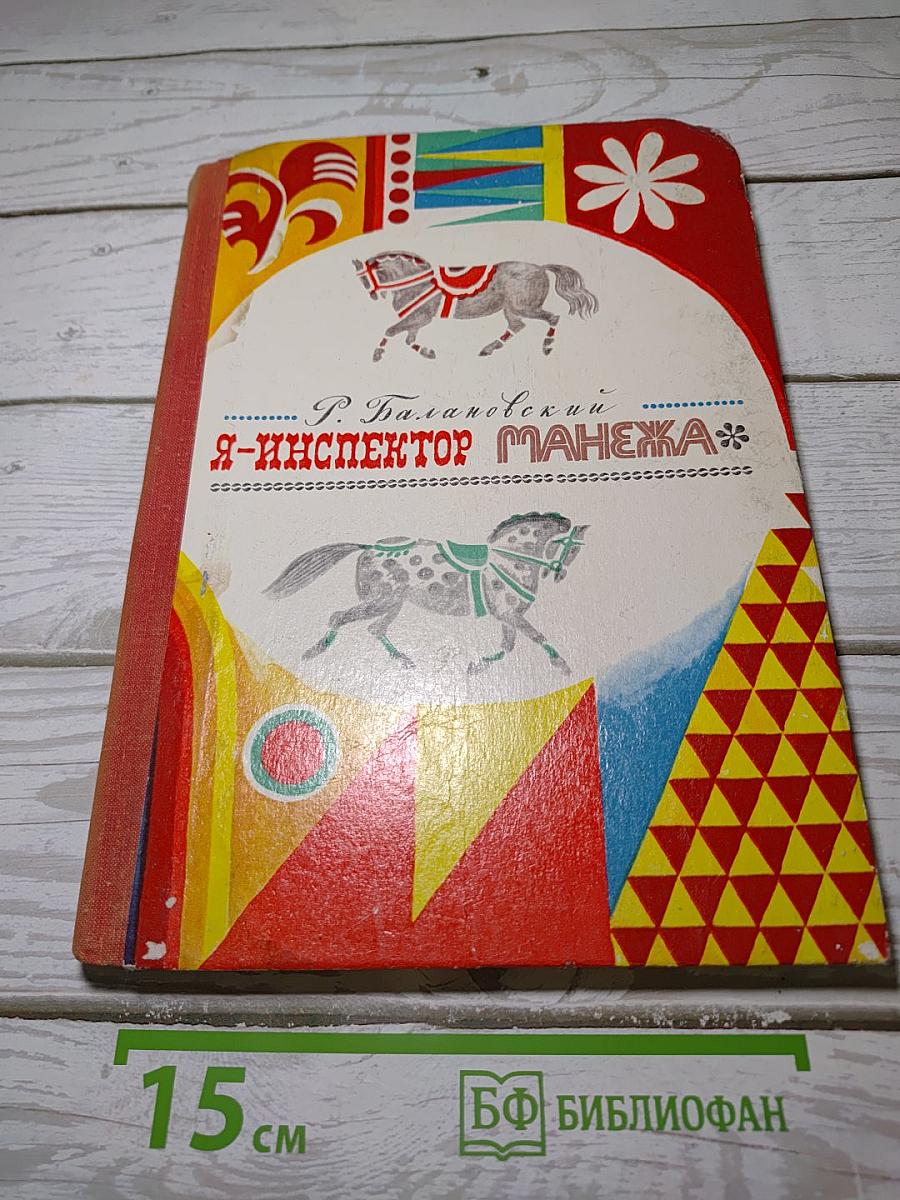 Р. Балановский
Я-ИНСПЕКТОР МАНЕЖА
15 см
БФ БИБЛИОФАН